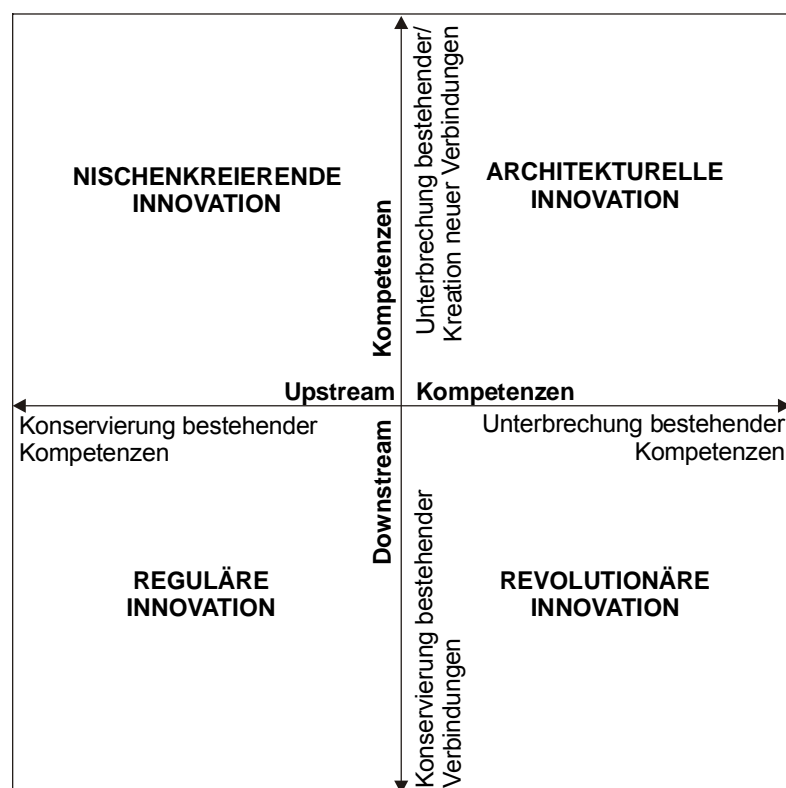 Unterbrechung bestehender/
Kreation neuer Verbindungen
NISCHENKREIERENDE
INNOVATION
ARCHITEKTURELLE
INNOVATION
Kompetenzen
Upstream
Kompetenzen
Konservierung bestehender
Kompetenzen
Unterbrechung bestehender
Kompetenzen
Downstream
Konservierung bestehender
Verbindungen
REGULÄRE
INNOVATION
REVOLUTIONÄRE
INNOVATION